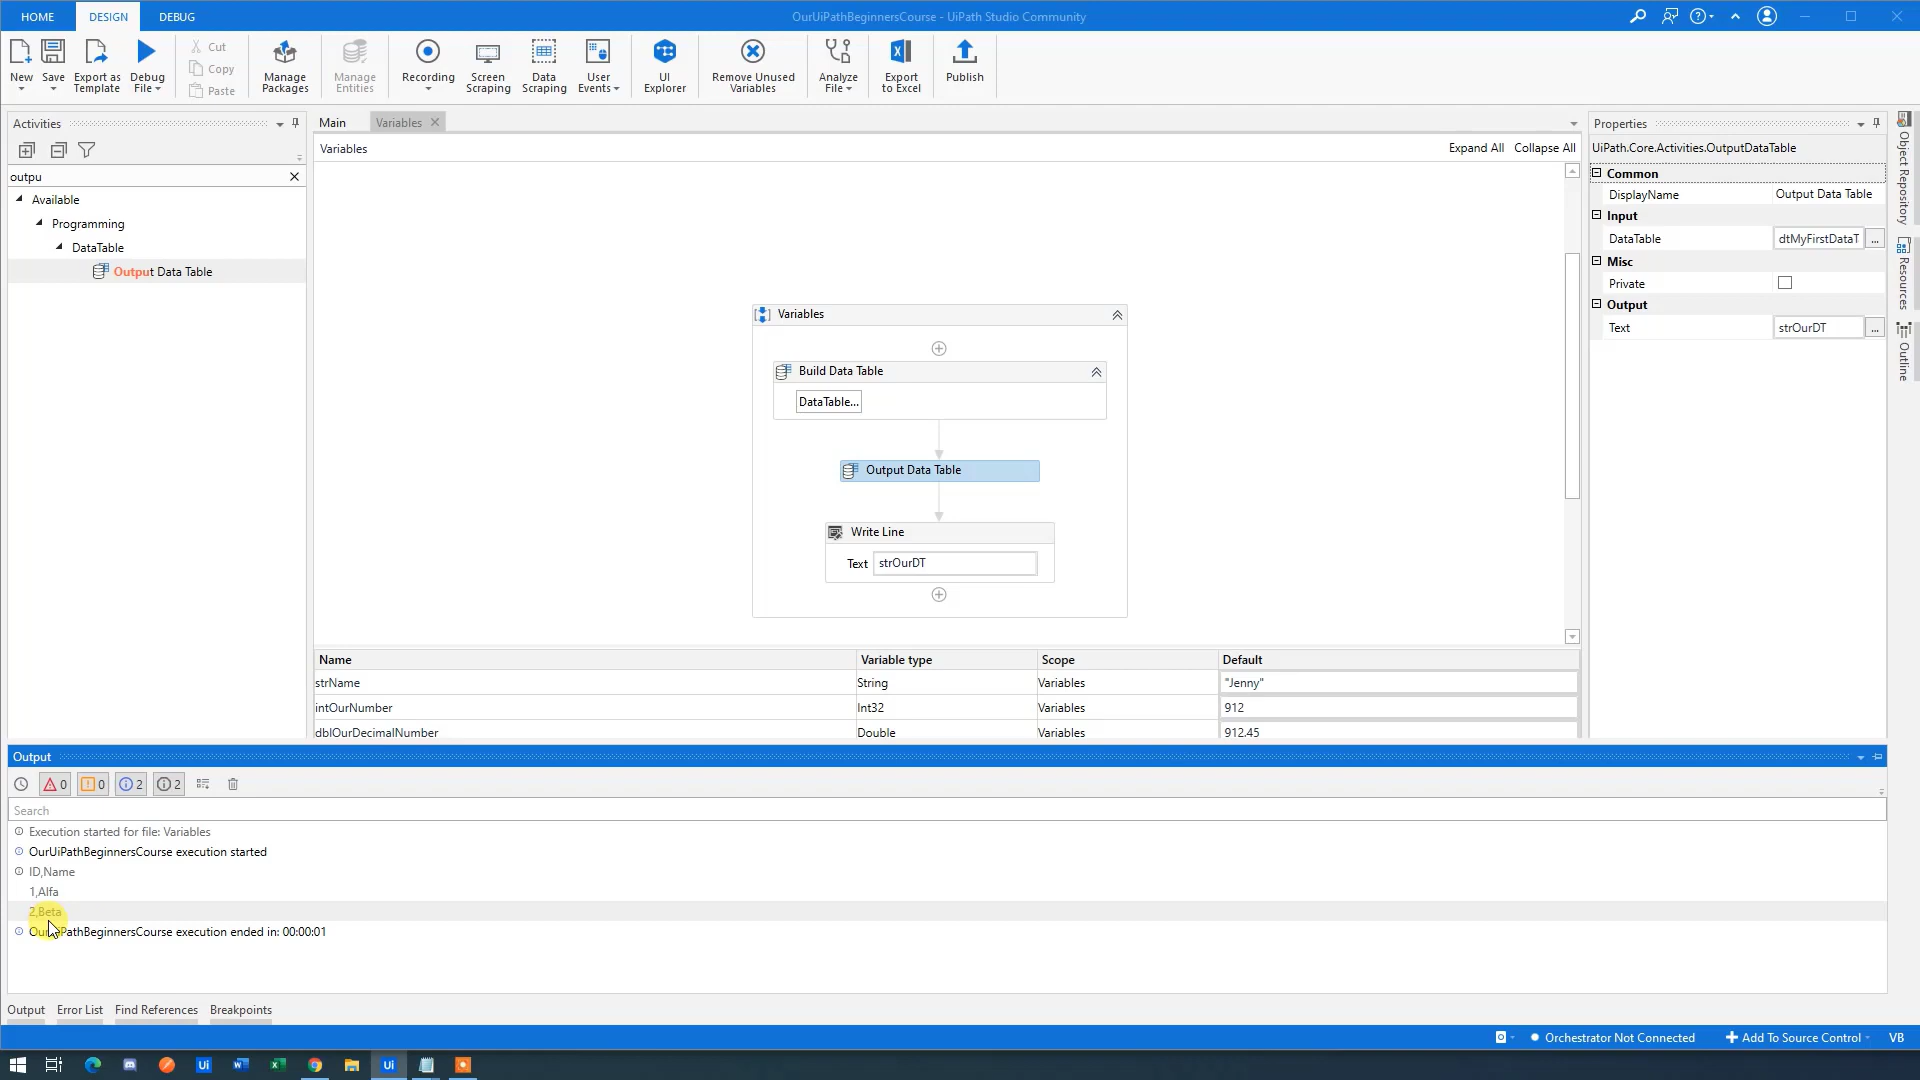 HOME DESIGN DEBUG
OurUiPathBeginnersCourse - UiPath Studio Community
New
Save
Export as Template
Debug File
Cut
Copy
Paste
Manage Packages
Manage Entities
Recording
Screen Scraping
Data Scraping
User Events
UI Explorer
Remove Unused Variables
Analyze File
Export to Excel
Publish
Activities
outpu
Available
Programming
DataTable
Output Data Table
Main Variables
Variables Expand All Collapse All
Variables
Build Data Table
DataTable...
Output Data Table
Write Line
Text strOurDT
Name Variable type Scope Default
strName String Variables "Jenny"
intOurNumber Int32 Variables 912
dblOurDecimalNumber Double Variables 912.45
Properties
UiPath.Core.Activities.OutputDataTable
Common
DisplayName Output Data Table
Input
DataTable dtMyFirstDataT ...
Misc
Private
Output
Text strOurDT ...
Object Repository
Resources
Outline
Output
0 0 2 2
Search
Execution started for file: Variables
OurUiPathBeginnersCourse execution started
ID,Name
1,Alfa
2,Beta
OurUiPathBeginnersCourse execution ended in: 00:00:01
Output Error List Find References Breakpoints
Orchestrator Not Connected Add To Source Control VB